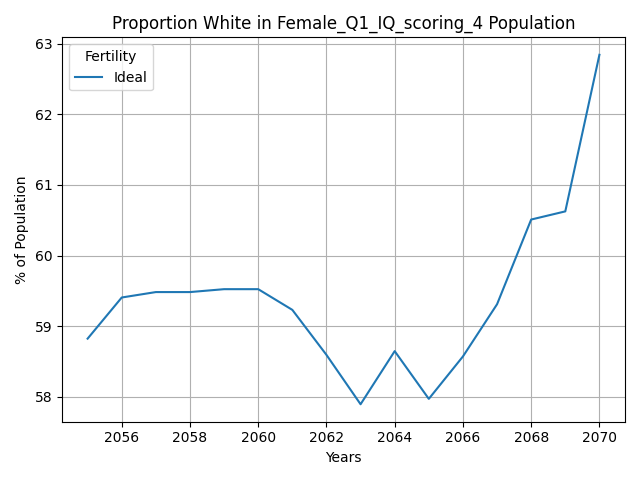 Proportion White in Female_Q1_IQ_scoring_4 Population
63
62
61
60
59
58
% of Population
Fertility
Ideal
2056 2058 2060 2062 2064 2066 2068 2070
Years